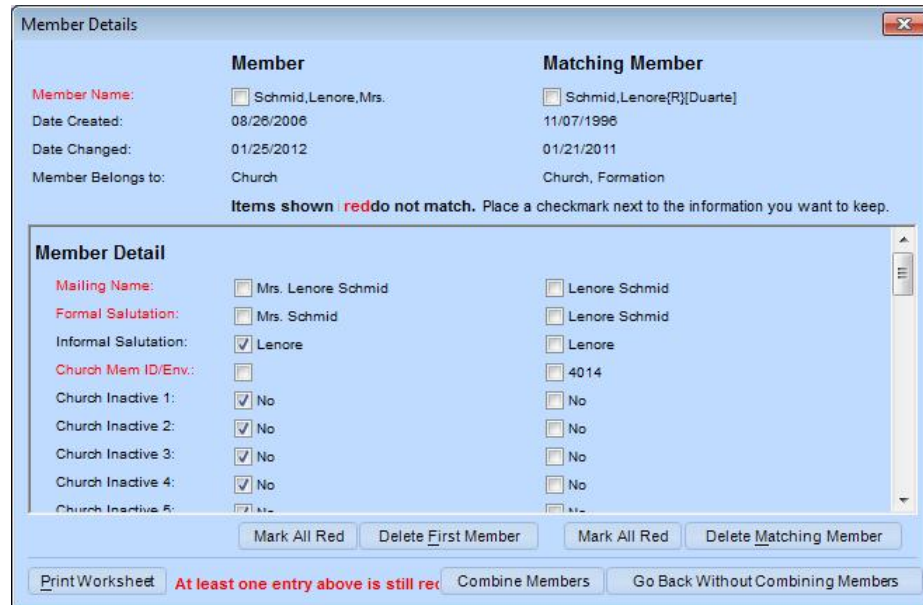 Member Details
Member Matching Member
Member Name: Schmid,Lenore,Mrs. Schmid,Lenore{R}[Duarte]
Date Created: 08/26/2006 11/07/1996
Date Changed: 01/25/2012 01/21/2011
Member Belongs to: Church Church, Formation
Items shown red do not match. Place a checkmark next to the information you want to keep.
Member Detail
Mailing Name: Mrs. Lenore Schmid Lenore Schmid
Formal Salutation: Mrs. Schmid Lenore Schmid
Informal Salutation: Lenore Lenore
Church Mem ID/Env.: 4014
Church Inactive 1: No No
Church Inactive 2: No No
Church Inactive 3: No No
Church Inactive 4: No No
Church Inactive 5: No No
Mark All Red Delete First Member Mark All Red Delete Matching Member
Print Worksheet At least one entry above is still red Combine Members Go Back Without Combining Members